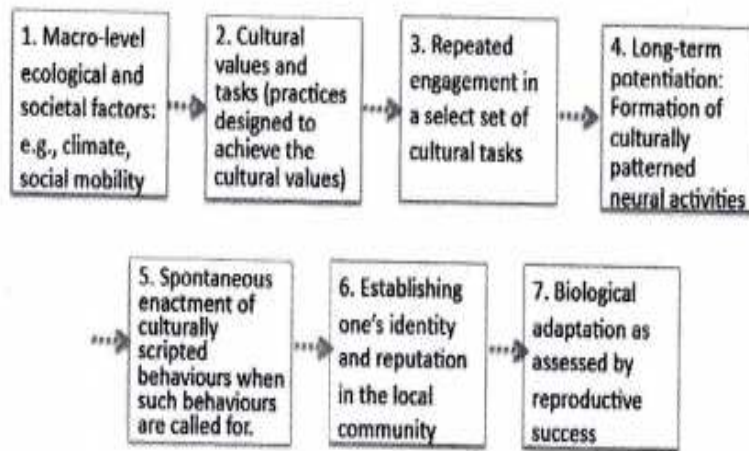 1. Macro-level
ecological and
societal factors:
e.g., climate,
social mobility
2. Cultural
values and
tasks (practices
designed to
achieve the
cultural values)
3. Repeated
engagement in
a select set of
cultural tasks
4. Long-term
potentiation:
Formation of
culturally
patterned
neural activities
5. Spontaneous
enactment of
culturally
scripted
behaviours when
such behaviours
are called for.
6. Establishing
one's identity
and reputation
in the local
community
7. Biological
adaptation as
assessed by
reproductive
success